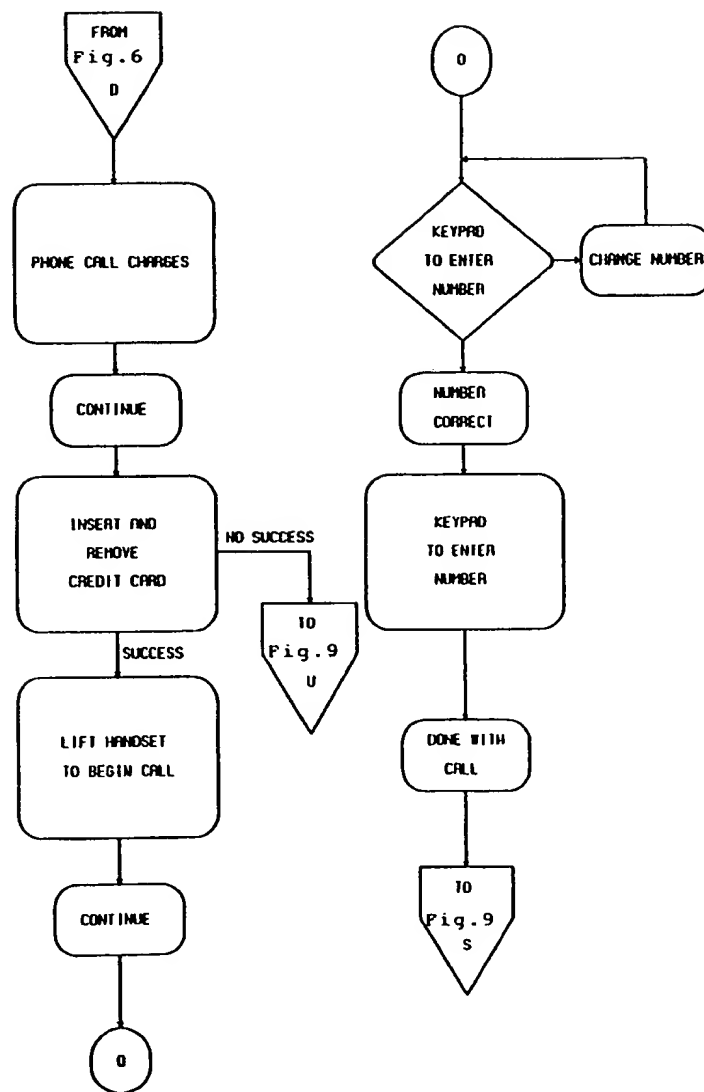 FROM
Fig.6
D
PHONE CALL CHARGES
CONTINUE
INSERT AND
REMOVE
CREDIT CARD
NO SUCCESS
TO
Fig.9
U
SUCCESS
LIFT HANDSET
TO BEGIN CALL
CONTINUE
Q
O
KEYPAD
TO ENTER
NUMBER
CHANGE NUMBER
NUMBER
CORRECT
KEYPAD
TO ENTER
NUMBER
DONE WITH
CALL
TO
Fig.9
S